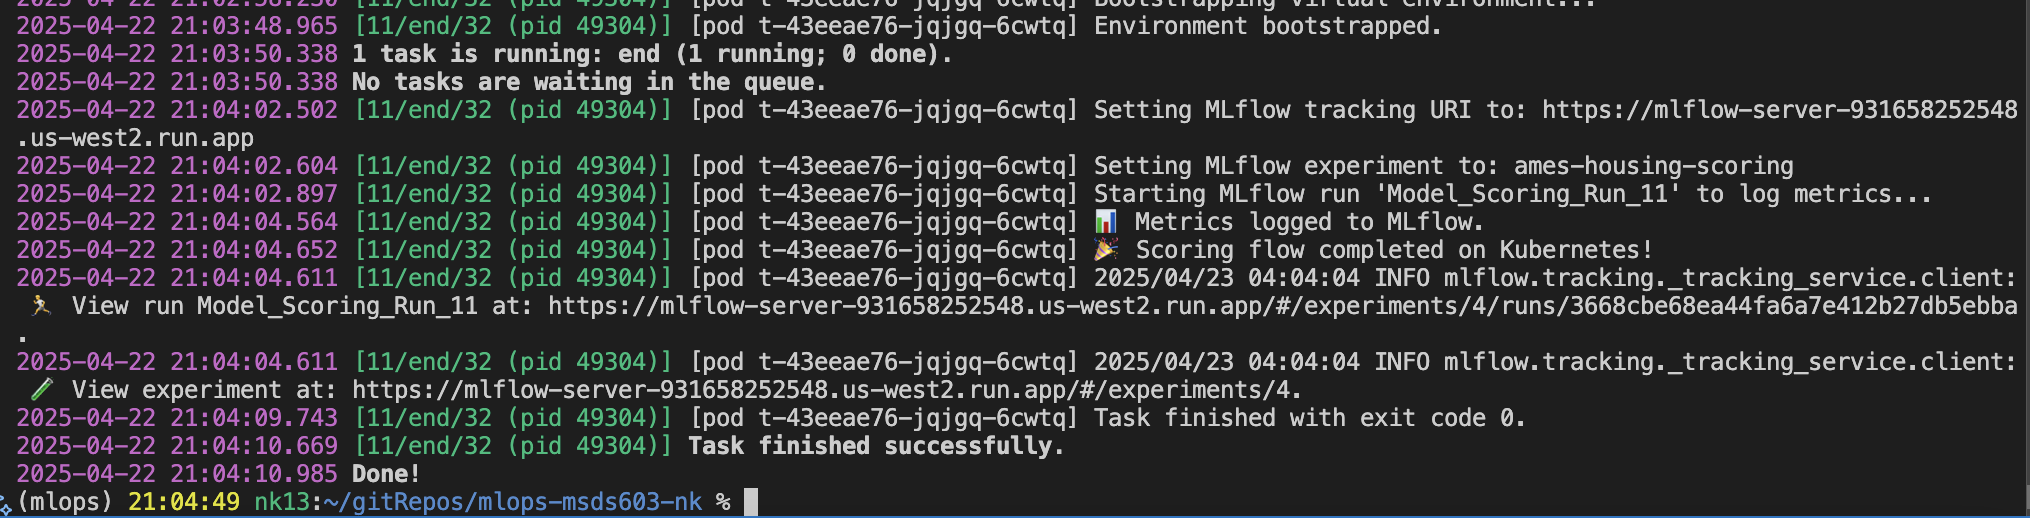 2025-04-22 21:02:58.250 [11/end/32 (pid 49304)] [pod t-43eeae76-jqjgq-6cwtq] Bootstrapping virtual environment...
2025-04-22 21:03:48.965 [11/end/32 (pid 49304)] [pod t-43eeae76-jqjgq-6cwtq] Environment bootstrapped.
2025-04-22 21:03:50.338 1 task is running: end (1 running; 0 done).
2025-04-22 21:03:50.338 No tasks are waiting in the queue.
2025-04-22 21:04:02.502 [11/end/32 (pid 49304)] [pod t-43eeae76-jqjgq-6cwtq] Setting MLflow tracking URI to: https://mlflow-server-931658252548
.us-west2.run.app
2025-04-22 21:04:02.604 [11/end/32 (pid 49304)] [pod t-43eeae76-jqjgq-6cwtq] Setting MLflow experiment to: ames-housing-scoring
2025-04-22 21:04:02.897 [11/end/32 (pid 49304)] [pod t-43eeae76-jqjgq-6cwtq] Starting MLflow run 'Model_Scoring_Run_11' to log metrics...
2025-04-22 21:04:04.564 [11/end/32 (pid 49304)] [pod t-43eeae76-jqjgq-6cwtq] 📊 Metrics logged to MLflow.
2025-04-22 21:04:04.652 [11/end/32 (pid 49304)] [pod t-43eeae76-jqjgq-6cwtq] 🎉 Scoring flow completed on Kubernetes!
2025-04-22 21:04:04.611 [11/end/32 (pid 49304)] [pod t-43eeae76-jqjgq-6cwtq] 2025/04/23 04:04:04 INFO mlflow.tracking._tracking_service.client:
🏃 View run Model_Scoring_Run_11 at: https://mlflow-server-931658252548.us-west2.run.app/#/experiments/4/runs/3668cbe68ea44fa6a7e412b27db5ebba
.
2025-04-22 21:04:04.611 [11/end/32 (pid 49304)] [pod t-43eeae76-jqjgq-6cwtq] 2025/04/23 04:04:04 INFO mlflow.tracking._tracking_service.client:
🧪 View experiment at: https://mlflow-server-931658252548.us-west2.run.app/#/experiments/4.
2025-04-22 21:04:09.743 [11/end/32 (pid 49304)] [pod t-43eeae76-jqjgq-6cwtq] Task finished with exit code 0.
2025-04-22 21:04:10.669 [11/end/32 (pid 49304)] Task finished successfully.
2025-04-22 21:04:10.985 Done!
(mlops) 21:04:49 nk13:~/gitRepos/mlops-msds603-nk %